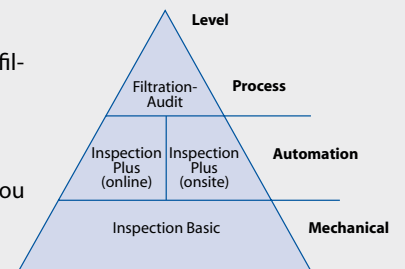 Level
fil-
Process
Filtration-
Audit
Inspection Inspection
Plus Plus
(online) (onsite)
Automation
ou
Inspection Basic
Mechanical